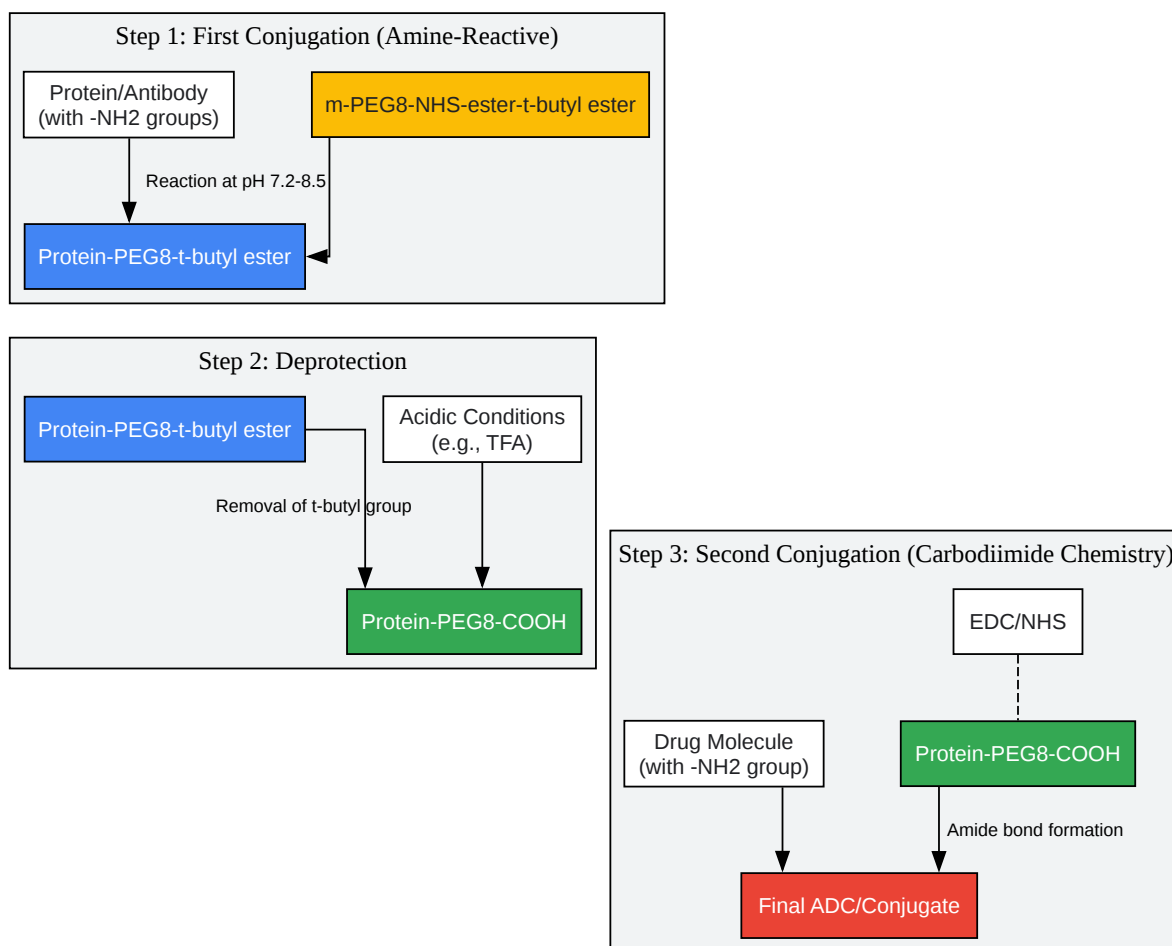 Step 1: First Conjugation (Amine-Reactive)
Protein/Antibody
(with -NH2 groups)
m-PEG8-NHS-ester-t-butyl ester
Reaction at pH 7.2-8.5
Protein-PEG8-t-butyl ester
Step 2: Deprotection
Protein-PEG8-t-butyl ester
Acidic Conditions
(e.g., TFA)
Removal of t-butyl group
Protein-PEG8-COOH
Step 3: Second Conjugation (Carbodiimide Chemistry)
EDC/NHS
Drug Molecule
(with -NH2 group)
Protein-PEG8-COOH
Amide bond formation
Final ADC/Conjugate